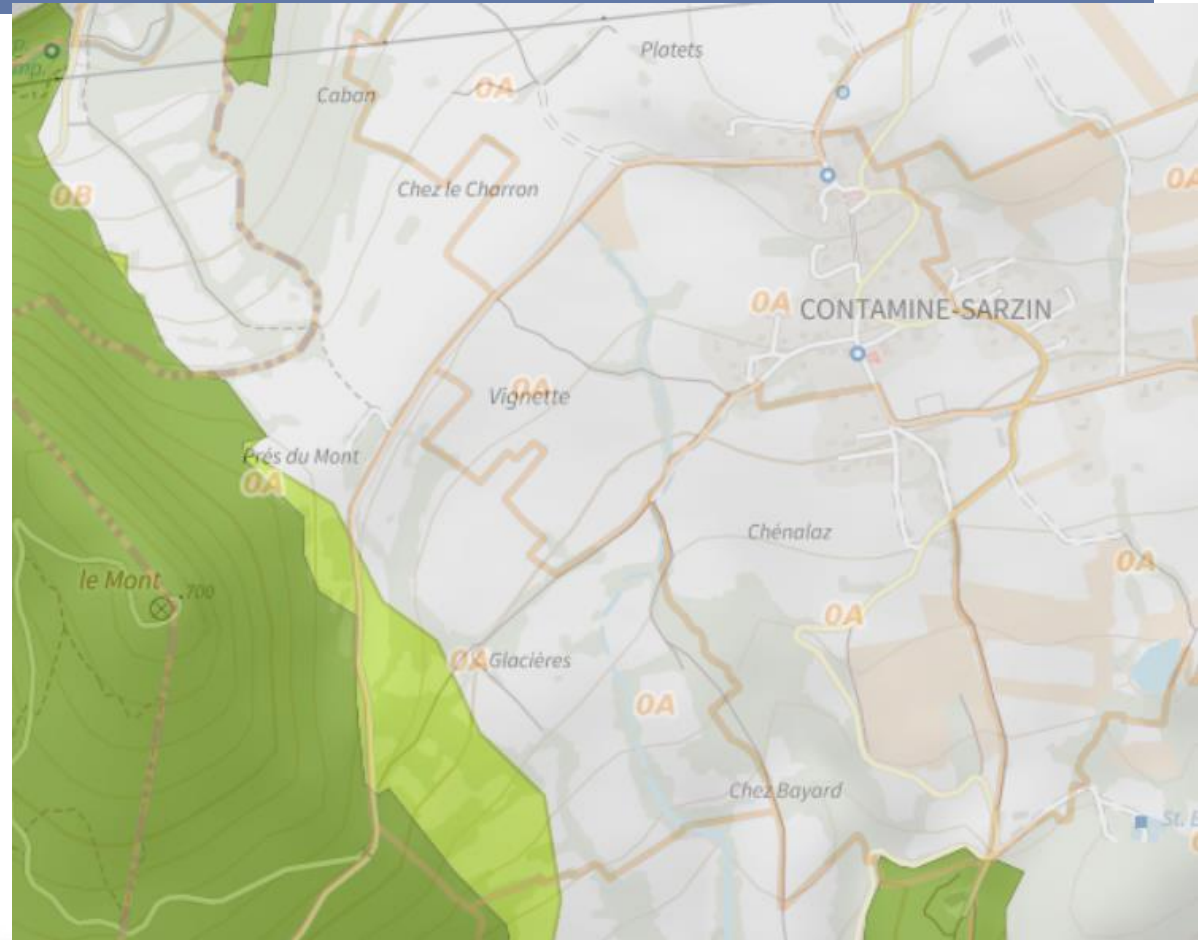 Platets
0A
Caban
0B
Chez le Charron
0A
0A
CONTAMINE-SARZIN
0A
Vignette
Prés du Mont
0A
Chénalaz
0A
le Mont
.700
0A
0A
Glacières
0A
Chez Bayard
St.